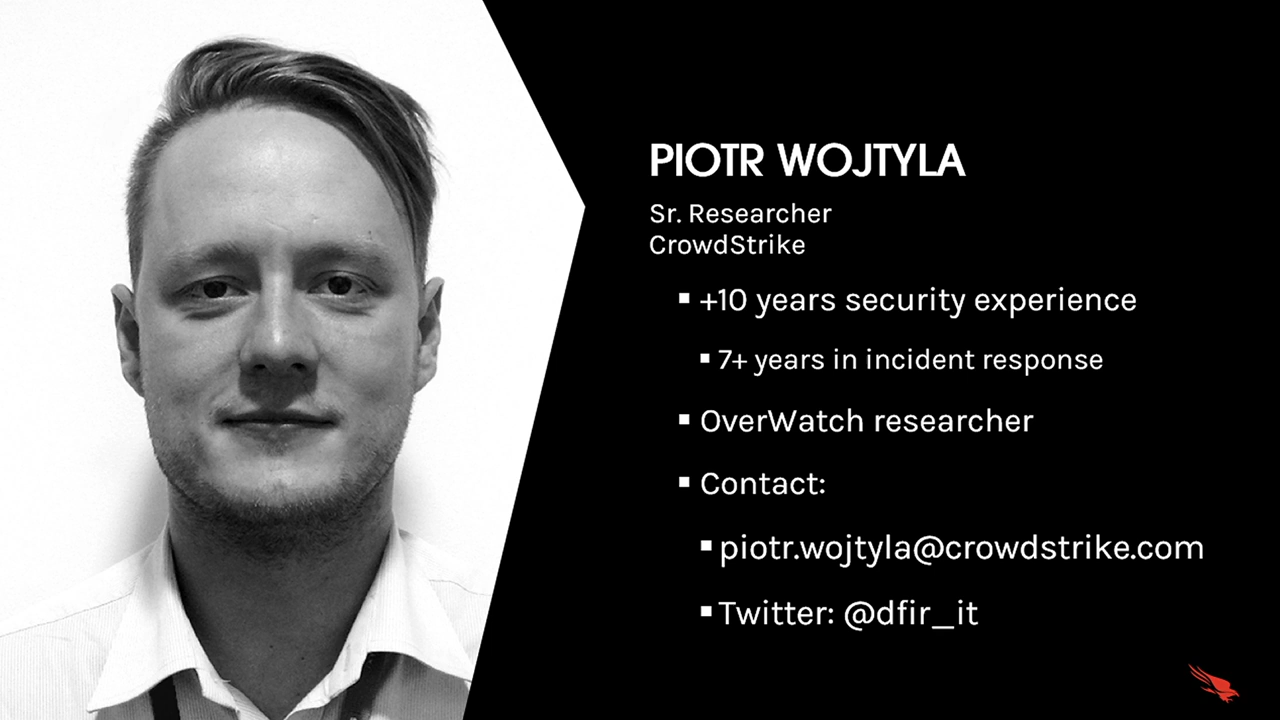 PIOTR WOJTYLA
Sr. Researcher
CrowdStrike
▪ +10 years security experience
▪ 7+ years in incident response
▪ OverWatch researcher
▪ Contact:
▪ piotr.wojtyla@crowdstrike.com
▪ Twitter: @dfir_it